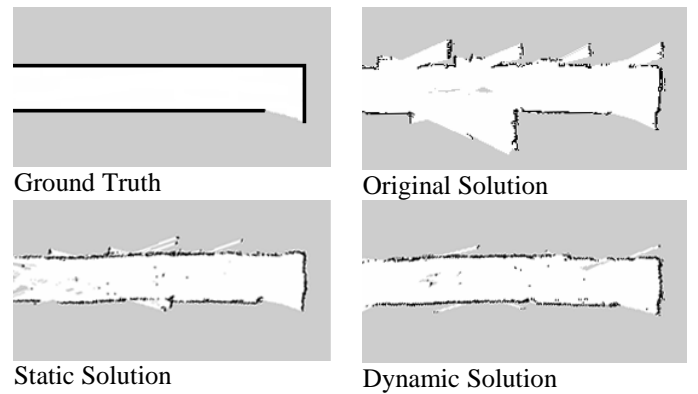 Ground Truth
Original Solution
Static Solution
Dynamic Solution